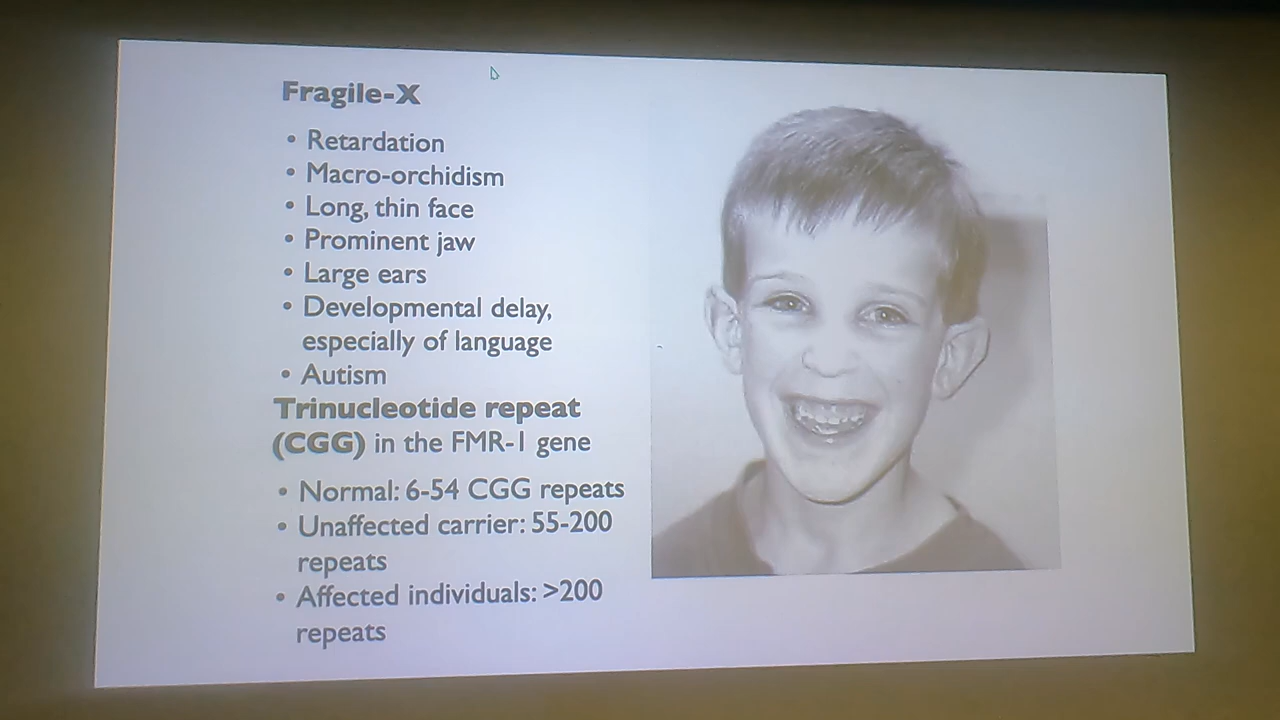 Fragile-X
• Retardation
• Macro-orchidism
• Long, thin face
• Prominent jaw
• Large ears
• Developmental delay,
especially of language
• Autism
Trinucleotide repeat
(CGG) in the FMR-1 gene
• Normal: 6-54 CGG repeats
• Unaffected carrier: 55-200
repeats
• Affected individuals: >200
repeats